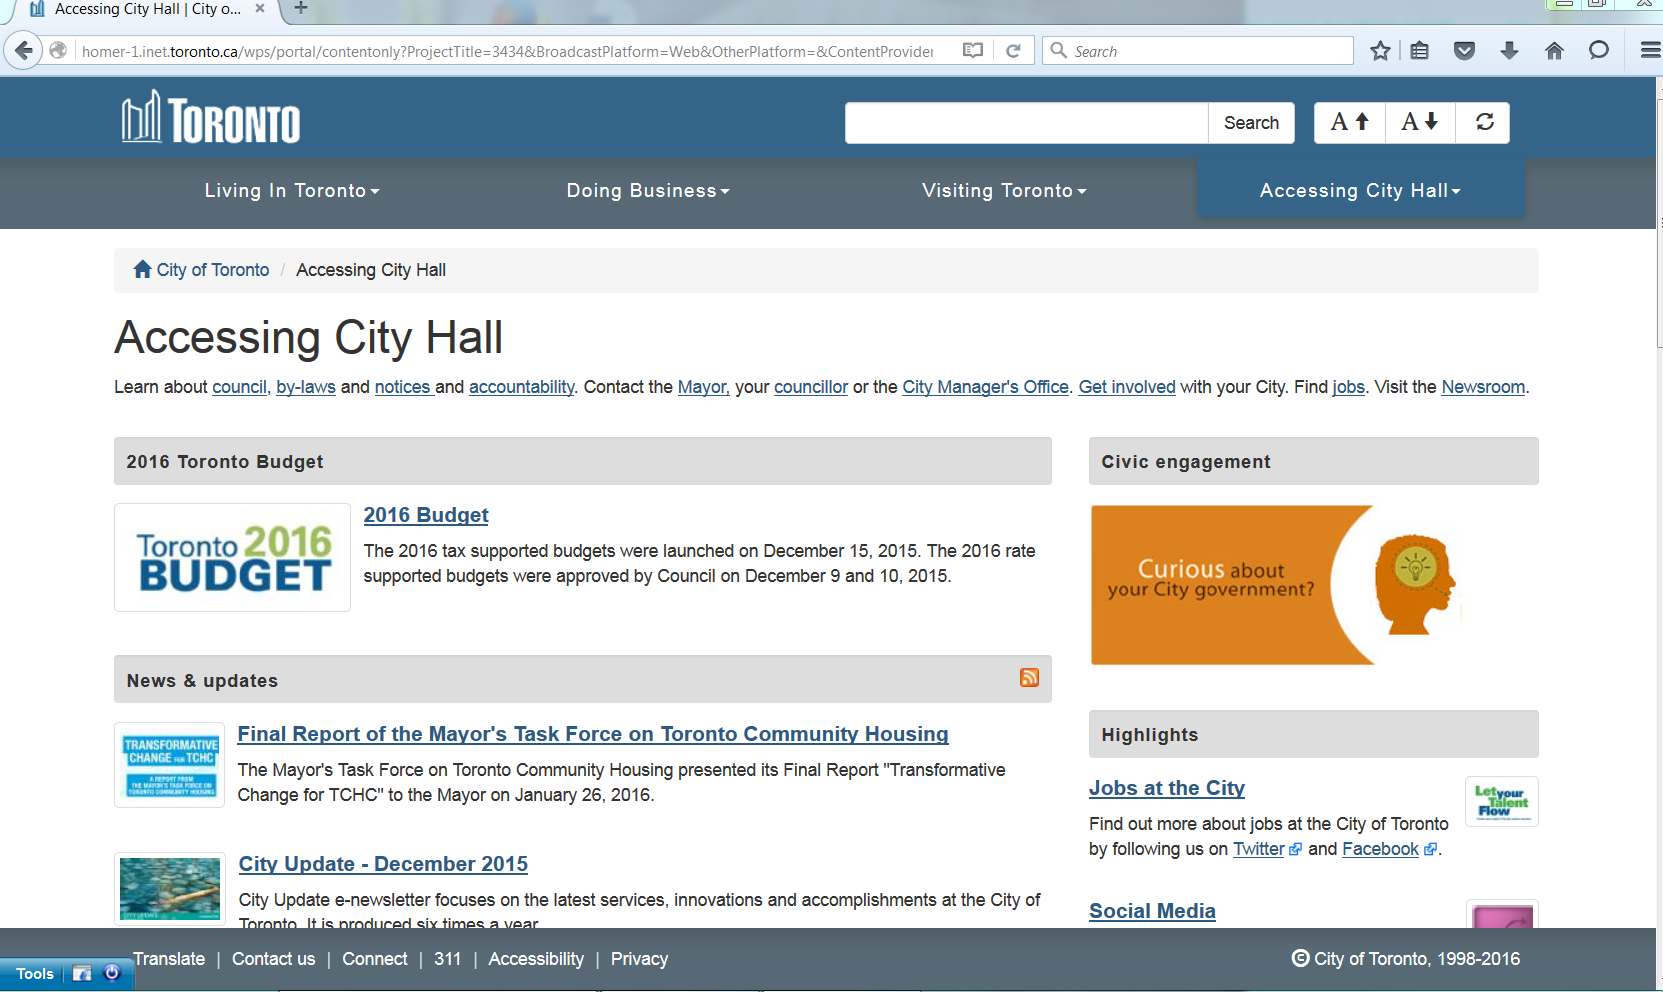 Accessing City Hall | City o...
homer-1.inet.toronto.ca/wps/portal/contentonly?ProjectTitle=3434&BroadcastPlatform=Web&OtherPlatform=&ContentProvider
Search
TORONTO
Search
A
A
Living In Toronto
Doing Business
Visiting Toronto
Accessing City Hall
City of Toronto / Accessing City Hall
Accessing City Hall
Learn about council, by-laws and notices and accountability. Contact the Mayor, your councillor or the City Manager's Office. Get involved with your City. Find jobs. Visit the Newsroom.
2016 Toronto Budget
Toronto 2016
BUDGET
2016 Budget
The 2016 tax supported budgets were launched on December 15, 2015. The 2016 rate
supported budgets were approved by Council on December 9 and 10, 2015.
Civic engagement
Curious about
your City government?
News & updates
TRANSFORMATIVE
CHANGE FOR TCHC
A REPORT FROM
THE MAYOR'S TASK FORCE ON
TORONTO COMMUNITY HOUSING
Final Report of the Mayor's Task Force on Toronto Community Housing
The Mayor's Task Force on Toronto Community Housing presented its Final Report "Transformative
Change for TCHC" to the Mayor on January 26, 2016.
CITY UPDATE
City Update - December 2015
City Update e-newsletter focuses on the latest services, innovations and accomplishments at the City of
Toronto. It is produced six times a year.
Highlights
Jobs at the City
Find out more about jobs at the City of Toronto
by following us on Twitter and Facebook.
Let your
Talent
Flow
Social Media
Translate | Contact us | Connect | 311 | Accessibility | Privacy
© City of Toronto, 1998-2016
Tools